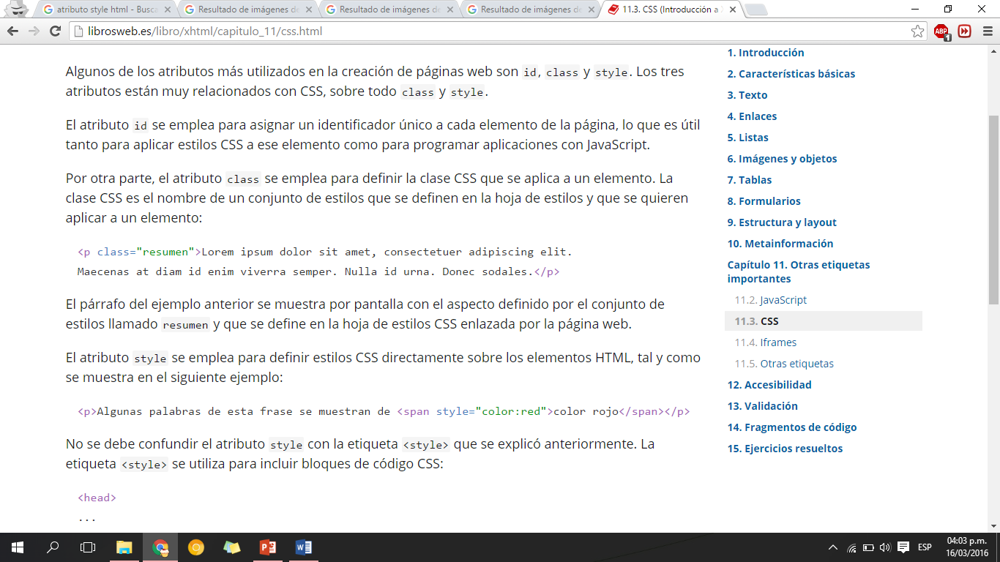 atributo style html - Busca
Resultado de imágenes de
Resultado de imágenes de
Resultado de imágenes de
11.3. CSS (Introducción a X
librosweb.es/libro/xhtml/capitulo_11/css.html
ABP
1
Algunos de los atributos más utilizados en la creación de páginas web son id, class y style. Los tres
atributos están muy relacionados con CSS, sobre todo class y style.
El atributo id se emplea para asignar un identificador único a cada elemento de la página, lo que es útil
tanto para aplicar estilos CSS a ese elemento como para programar aplicaciones con JavaScript.
Por otra parte, el atributo class se emplea para definir la clase CSS que se aplica a un elemento. La
clase CSS es el nombre de un conjunto de estilos que se definen en la hoja de estilos y que se quieren
aplicar a un elemento:
<p class="resumen">Lorem ipsum dolor sit amet, consectetuer adipiscing elit.
Maecenas at diam id enim viverra semper. Nulla id urna. Donec sodales.</p>
El párrafo del ejemplo anterior se muestra por pantalla con el aspecto definido por el conjunto de
estilos llamado resumen y que se define en la hoja de estilos CSS enlazada por la página web.
El atributo style se emplea para definir estilos CSS directamente sobre los elementos HTML, tal y como
se muestra en el siguiente ejemplo:
<p>Algunas palabras de esta frase se muestran de <span style="color:red">color rojo</span></p>
No se debe confundir el atributo style con la etiqueta <style> que se explicó anteriormente. La
etiqueta <style> se utiliza para incluir bloques de código CSS:
<head>
...
1. Introducción
2. Características básicas
3. Texto
4. Enlaces
5. Listas
6. Imágenes y objetos
7. Tablas
8. Formularios
9. Estructura y layout
10. Metainformación
Capítulo 11. Otras etiquetas
importantes
11.2. JavaScript
11.3. CSS
11.4. Iframes
11.5. Otras etiquetas
12. Accesibilidad
13. Validación
14. Fragmentos de código
15. Ejercicios resueltos
ESP
04:03 p.m.
16/03/2016